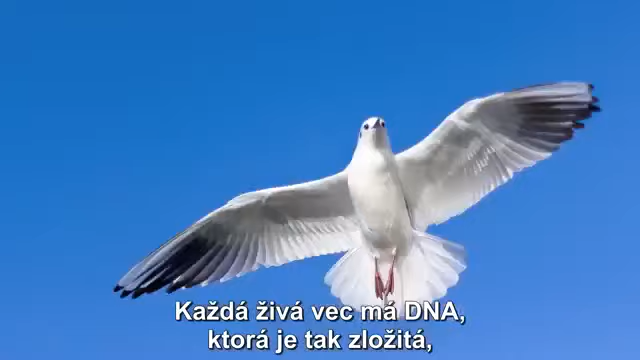 Každá živá vec má DNA,
ktorá je tak zložitá,